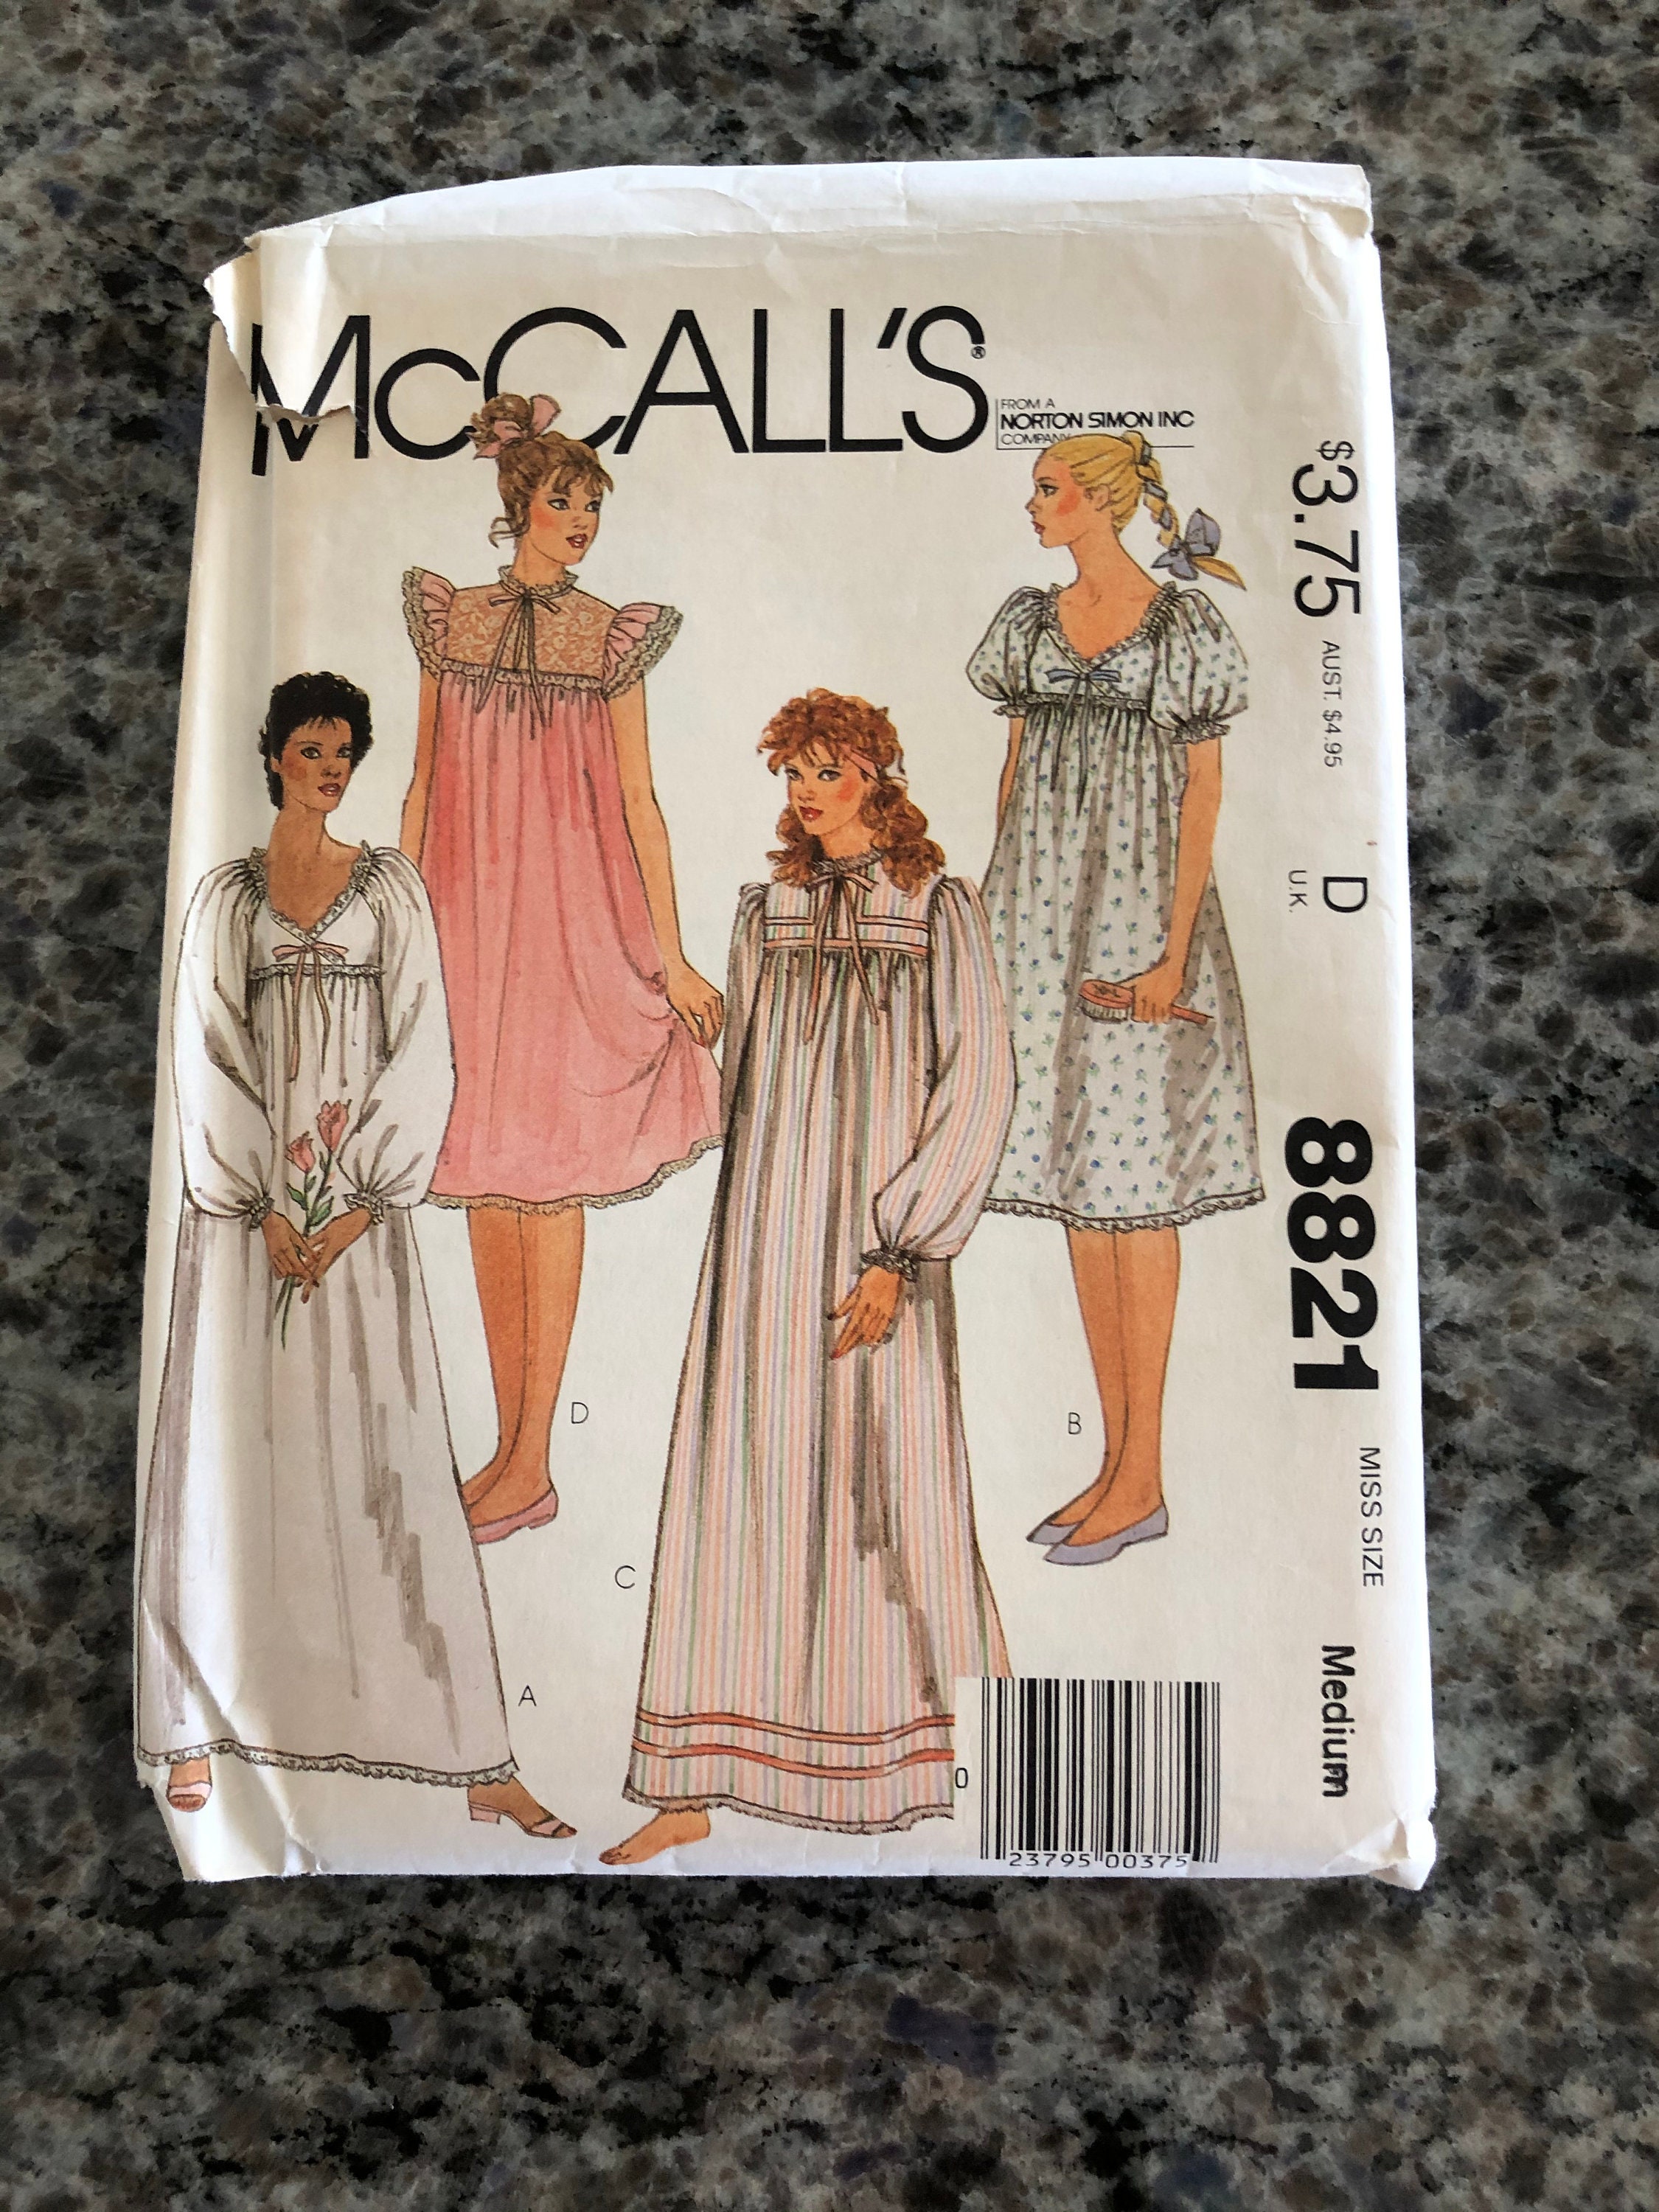 McCALL'S®
FROM A
NORTON SIMON INC
COMPANY
$3.75 AUST. $4.95
D
U.K.
8821
MISS SIZE
Medium
D
B
C
A
0
23795 00375